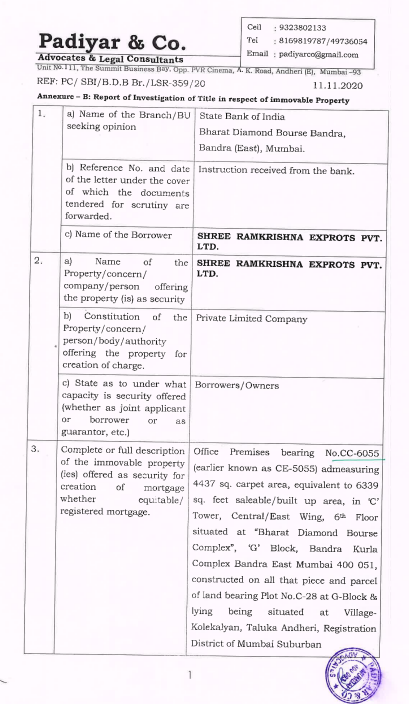 Padiyar & Co.
Advocates & Legal Consultants
Unit No.111, The Summit Business Bay, Opp. PVR Cinema, A. K. Road, Andheri (E), Mumbai -93
Cell : 9323802133
Tel : 8169819787/49736054
Email : padiyarco@gmail.com
REF: PC/ SBI/B.D.B Br./LSR-359/20
11.11.2020
Annexure – B: Report of Investigation of Title in respect of immovable Property
1.
a) Name of the Branch/BU
seeking opinion
State Bank of India
Bharat Diamond Bourse Bandra,
Bandra (East), Mumbai.
b) Reference No. and date
of the letter under the cover
of which the documents
tendered for scrutiny are
forwarded.
Instruction received from the bank.
c) Name of the Borrower
SHREE RAMKRISHNA EXPROTS PVT.
LTD.
2.
a) Name of the
Property/concern/
company/person offering
the property (is) as security
SHREE RAMKRISHNA EXPROTS PVT.
LTD.
b) Constitution of the
Property/concern/
person/body/authority
offering the property for
creation of charge.
Private Limited Company
c) State as to under what
capacity is security offered
(whether as joint applicant
or borrower or as
guarantor, etc.)
Borrowers/Owners
3.
Complete or full description
of the immovable property
(ies) offered as security for
creation of mortgage
whether equitable/
registered mortgage.
Office Premises bearing No.CC-6055
(earlier known as CE-5055) admeasuring
4437 sq. carpet area, equivalent to 6339
sq. feet saleable/built up area, in 'C'
Tower, Central/East Wing, 6th Floor
situated at "Bharat Diamond Bourse
Complex", 'G' Block, Bandra Kurla
Complex Bandra East Mumbai 400 051,
constructed on all that piece and parcel
of land bearing Plot No.C-28 at G-Block &
lying being situated at Village-
Kolekalyan, Taluka Andheri, Registration
District of Mumbai Suburban
1
PADIYAR & CO.
ADVOCATES